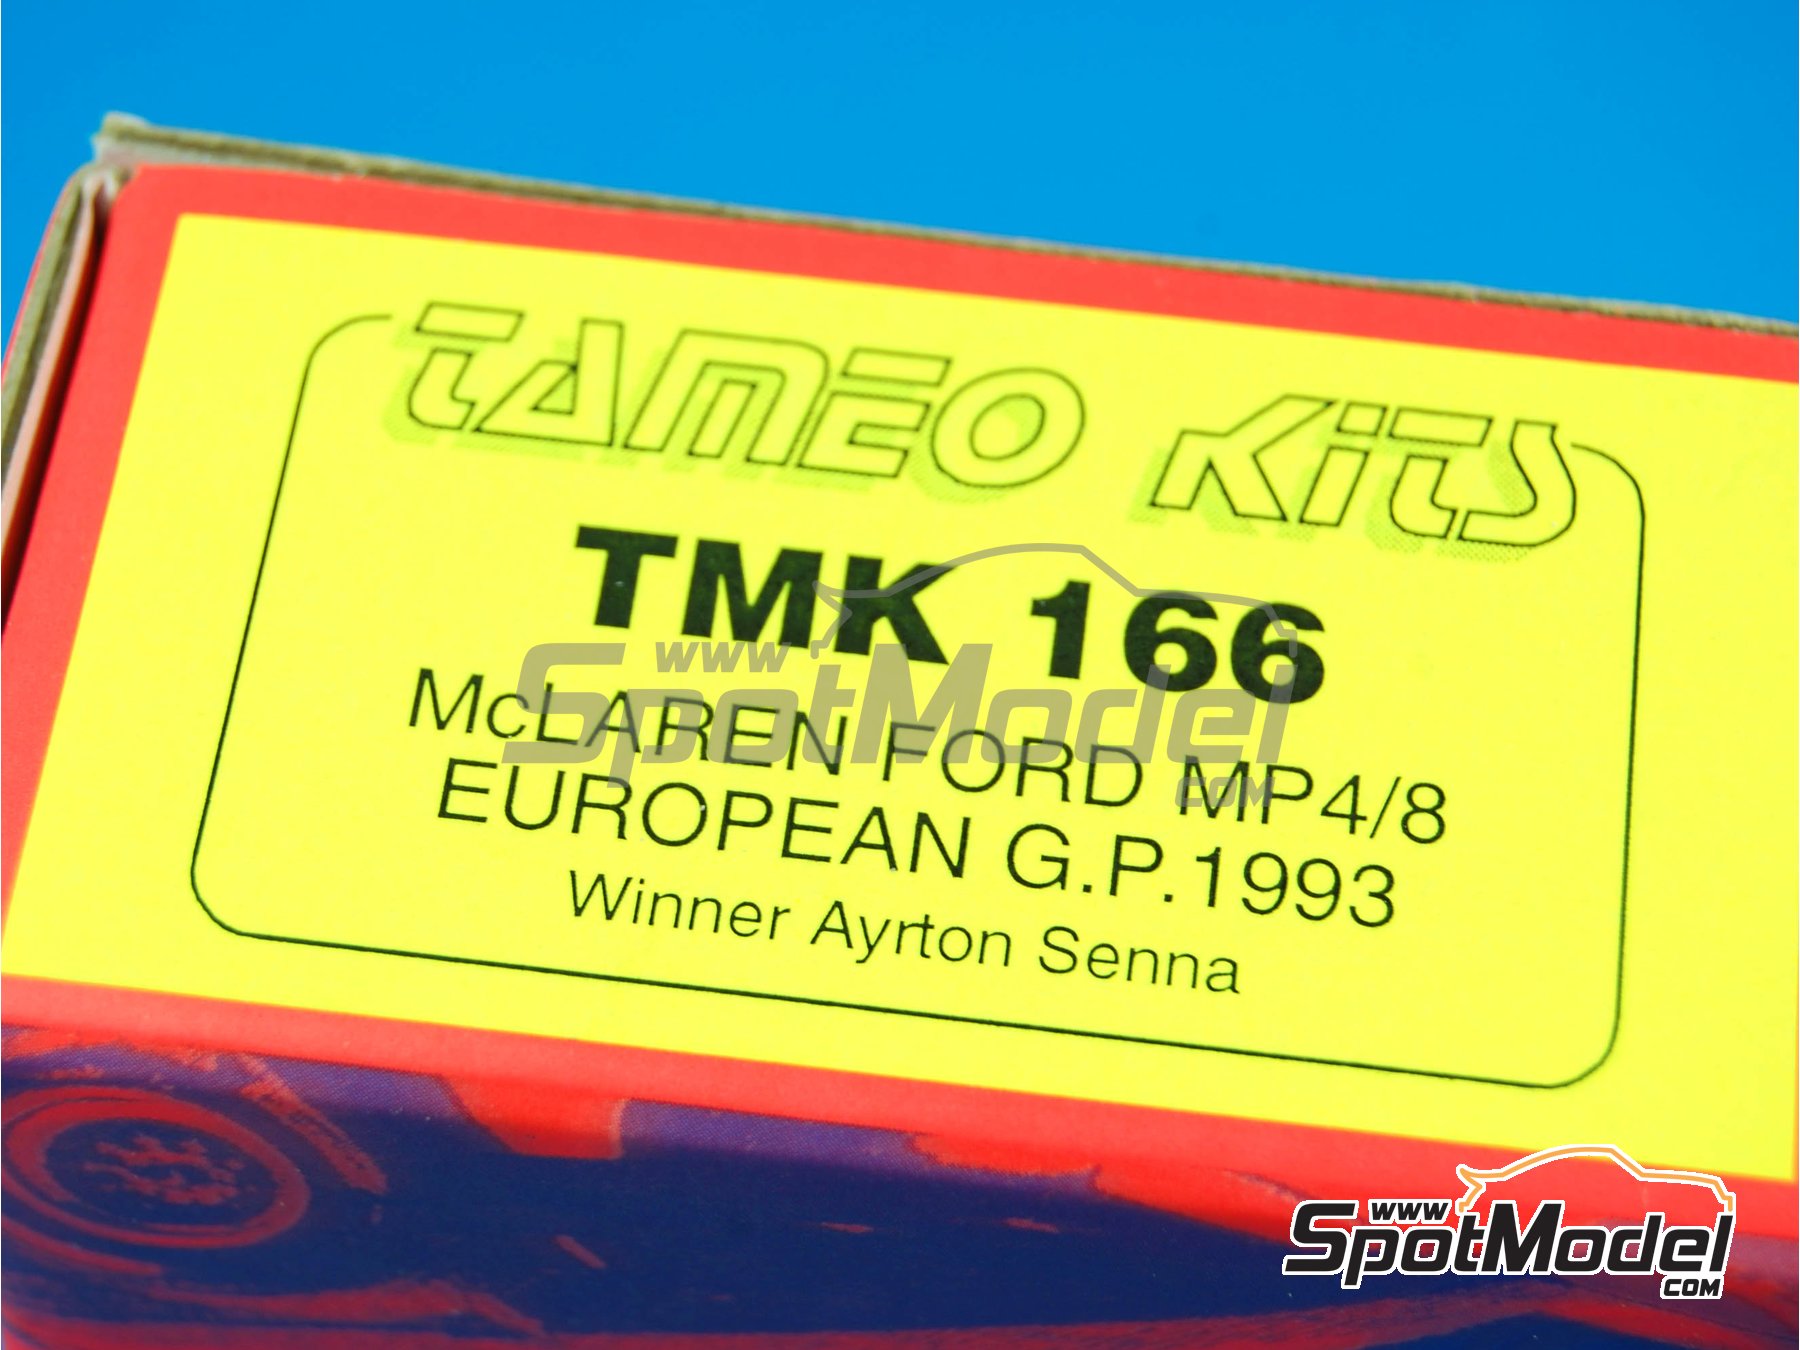 TAMEO KITS
TMK 166
McLAREN FORD MP4/8
EUROPEAN G.P.1993
Winner Ayrton Senna
www
SpotModel
.COM
www
SpotModel
.COM